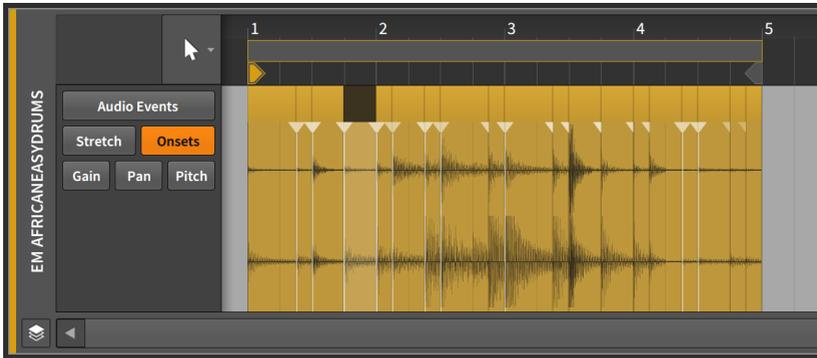 1 2 3 4 5
EM AFRICANEASYDRUMS
Audio Events
Stretch Onsets
Gain Pan Pitch